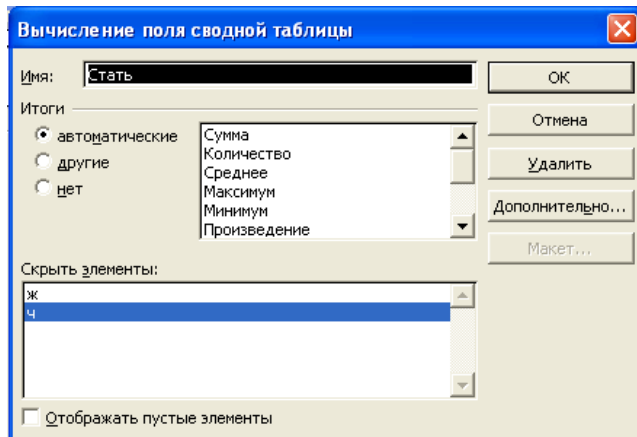 Вычисление поля сводной таблицы
Имя: Стать
ОК
Итоги
Отмена
автоматические
другие
нет
Сумма
Количество
Среднее
Максимум
Минимум
Произведение
Удалить
Дополнительно...
Макет...
Скрыть элементы:
ж
ч
Отображать пустые элементы